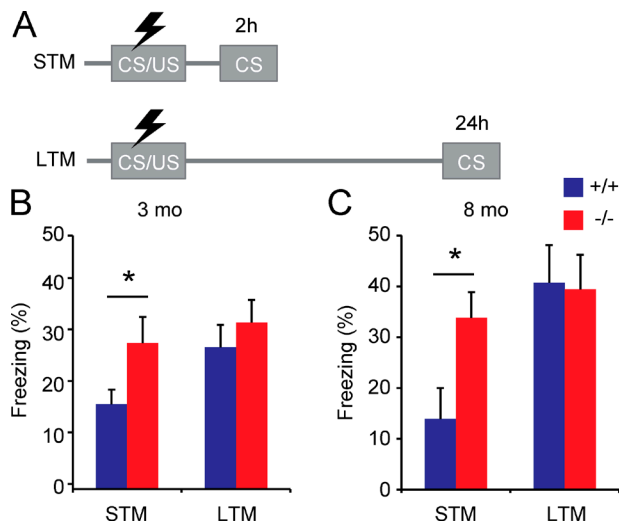 A
2h
STM
CS/US
CS
24h
LTM
CS/US
CS
+/+
-/-
B
3 mo
50
40
30
20
10
0
Freezing (%)
*
STM
LTM
C
8 mo
50
40
30
20
10
0
Freezing (%)
*
STM
LTM